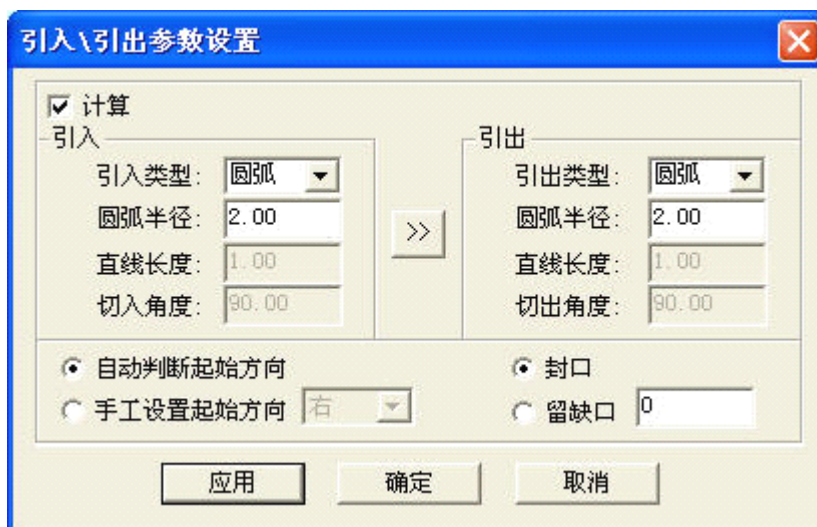 引入\引出参数设置
计算
引入
引入类型: 圆弧
圆弧半径: 2.00
直线长度: 1.00
切入角度: 90.00
>>
引出
引出类型: 圆弧
圆弧半径: 2.00
直线长度: 1.00
切出角度: 90.00
自动判断起始方向
手工设置起始方向 右
封口
留缺口 0
应用 确定 取消